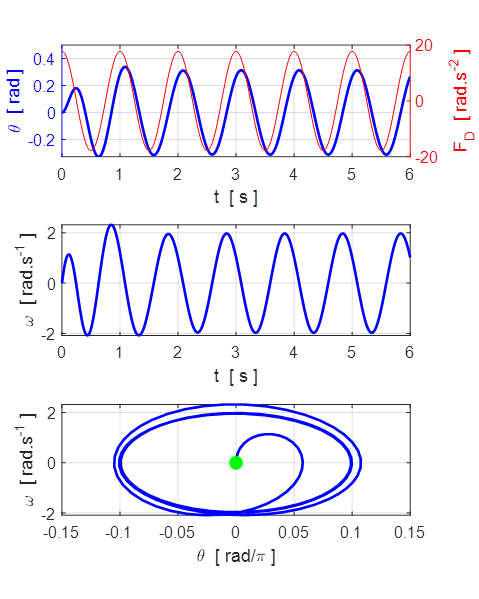 0.4
0.2
0
-0.2
θ [ rad ]
20
0
-20
F_D [ rad.s⁻² ]
0 1 2 3 4 5 6
t [ s ]
2
0
-2
ω [ rad.s⁻¹ ]
0 1 2 3 4 5 6
t [ s ]
2
0
-2
ω [ rad.s⁻¹ ]
-0.15 -0.1 -0.05 0 0.05 0.1 0.15
θ [ rad/π ]